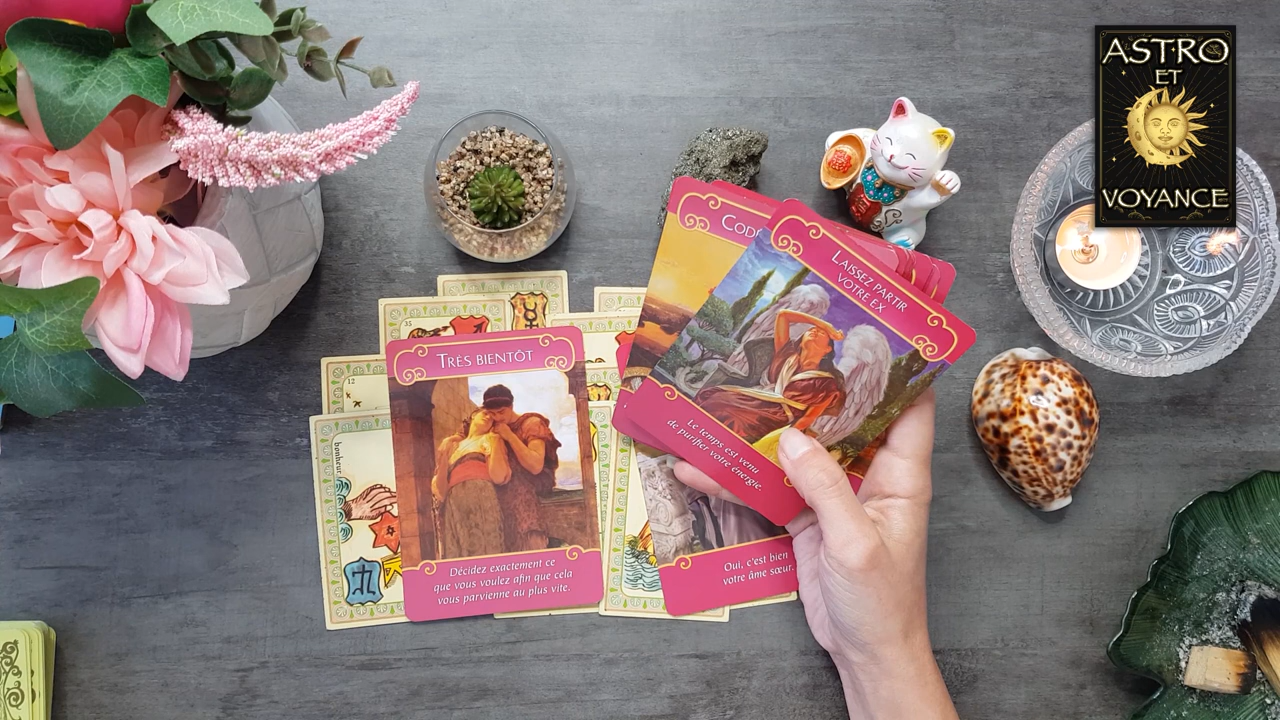 ASTRO
ET
VOYANCE
35
12
bonheur.
TRÈS BIENTÔT
Décidez exactement ce
que vous voulez afin que cela
vous parvienne au plus vite.
LAISSEZ PARTIR
VOTRE EX
Le temps est venu
de purifier votre énergie.
Oui, c'est bien
votre âme sœur.